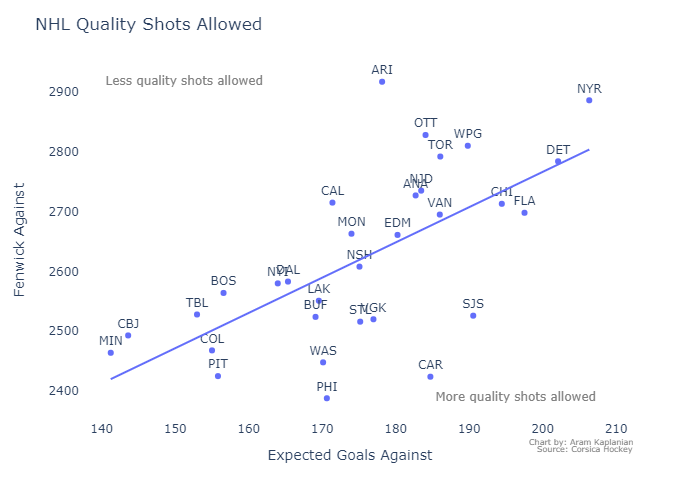 NHL Quality Shots Allowed
ARI
Less quality shots allowed
2900
NYR
OTT
WPG
TOR
2800
DET
NJD
ANA
CAL
CHI
FLA
VAN
2700
MON
EDM
Fenwick Against
NSH
2600
NYI
DAL
BOS
LAK
TBL
BUF
STL
VGK
SJS
CBJ
2500
MIN
COL
WAS
PIT
CAR
PHI
2400
More quality shots allowed
140
150
160
170
180
190
200
210
Expected Goals Against
Chart by: Aram Kaplanian
Source: Corsica Hockey